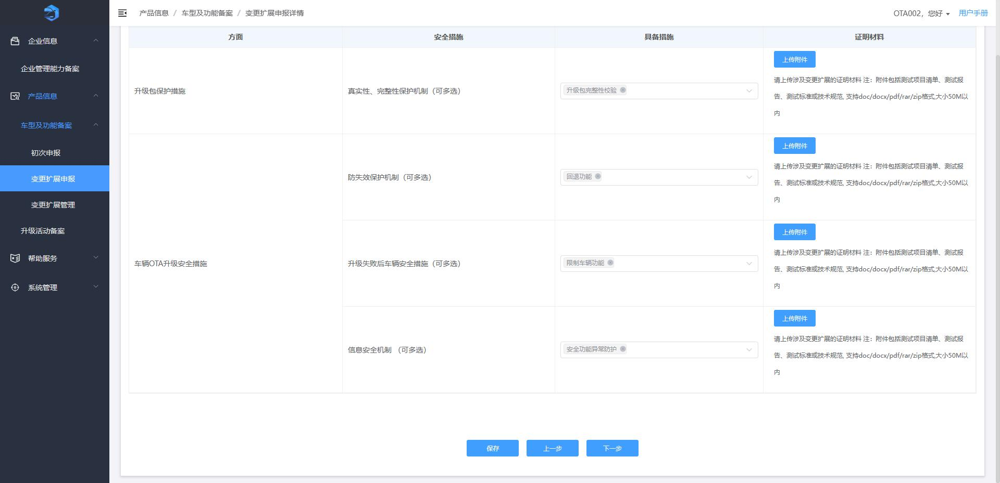 产品信息 / 车型及功能备案 / 变更扩展申报详情
OTA002，您好
用户手册
企业信息
企业管理能力备案
产品信息
车型及功能备案
初次申报
变更扩展申报
变更扩展管理
升级活动备案
帮助服务
系统管理
方面 安全措施 具备措施 证明材料
升级包保护措施
真实性、完整性保护机制（可多选）
升级包完整性校验
上传附件
请上传涉及变更扩展的证明材料 注：附件包括测试项目清单、测试报
告、测试标准或技术规范, 支持doc/docx/pdf/rar/zip格式,大小50M以
内
车辆OTA升级安全措施
防失效保护机制（可多选）
回退功能
上传附件
请上传涉及变更扩展的证明材料 注：附件包括测试项目清单、测试报
告、测试标准或技术规范, 支持doc/docx/pdf/rar/zip格式,大小50M以
内
升级失败后车辆安全措施（可多选）
限制车辆功能
上传附件
请上传涉及变更扩展的证明材料 注：附件包括测试项目清单、测试报
告、测试标准或技术规范, 支持doc/docx/pdf/rar/zip格式,大小50M以
内
信息安全机制 （可多选）
安全功能异常防护
上传附件
请上传涉及变更扩展的证明材料 注：附件包括测试项目清单、测试报
告、测试标准或技术规范, 支持doc/docx/pdf/rar/zip格式,大小50M以
内
保存 上一步 下一步